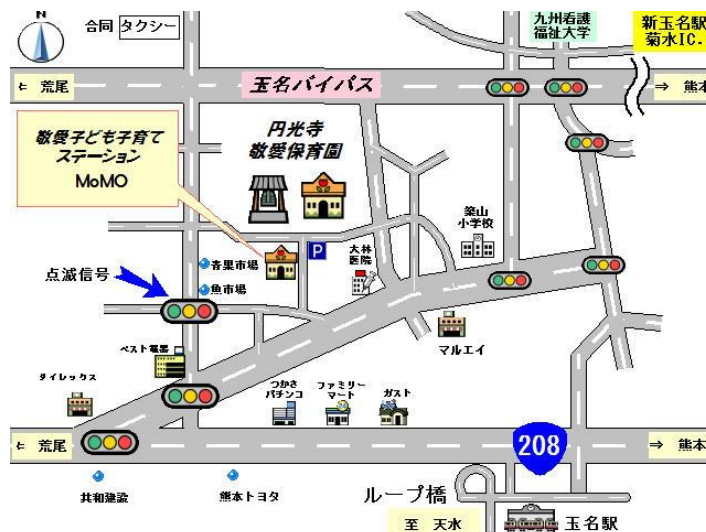 N
合同 タクシー
九州看護
福祉大学
新玉名駅
菊水IC.
← 荒尾
玉名バイパス
⇒ 熊本
敬愛子ども子育て
ステーション
MoMO
円光寺
敬愛保育園
築山
小学校
P
大林
医院
青果市場
点滅信号
魚市場
マルエイ
ベスト電器
ダイレックス
つかさ
パチンコ
ファミリー
マート
ガスト
← 荒尾
208
⇒ 熊本
共和建設
熊本トヨタ
ループ橋
至 天水
玉名駅